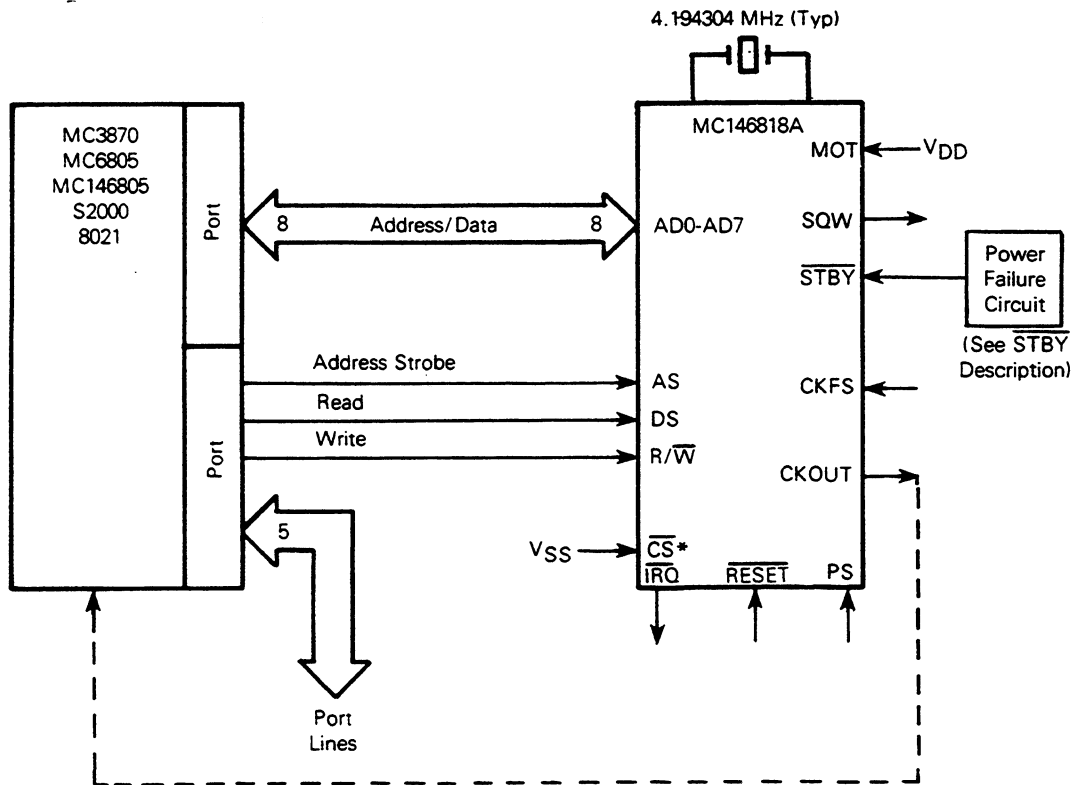 4.194304 MHz (Typ)
MC3870
MC6805
MC146805
S2000
8021
Port
8 Address/Data 8
MC146818A
AD0-AD7
MOT
VDD
SQW
STBY
Power
Failure
Circuit
(See STBY
Description)
Port
Address Strobe
AS
Read
DS
Write
R/W
CKFS
CKOUT
5
VSS
CS*
IRQ
RESET
PS
Port
Lines